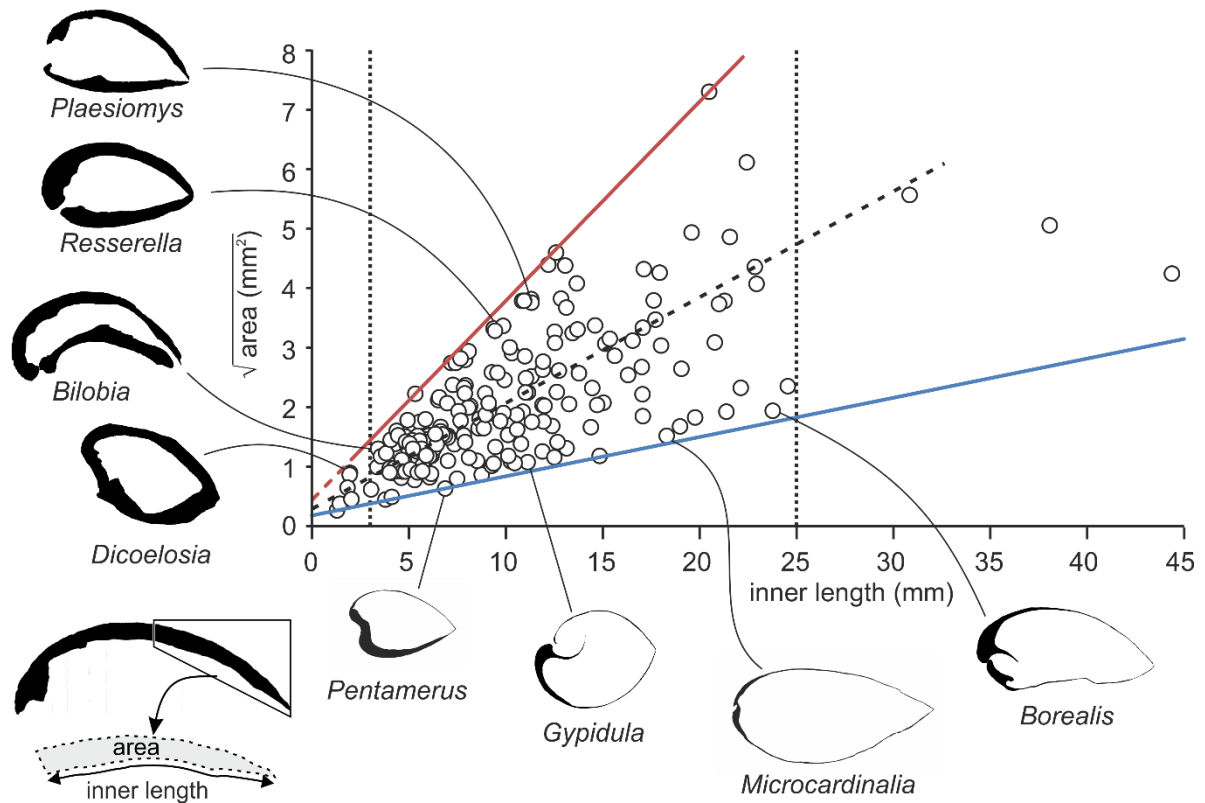 Plaesiomys
Resserella
Bilobia
Dicoelosia
area
inner length
√area (mm²)
8
7
6
5
4
3
2
1
0
0 5 10 15 20 25 30 35 40 45
inner length (mm)
Pentamerus
Gypidula
Microcardinalia
Borealis